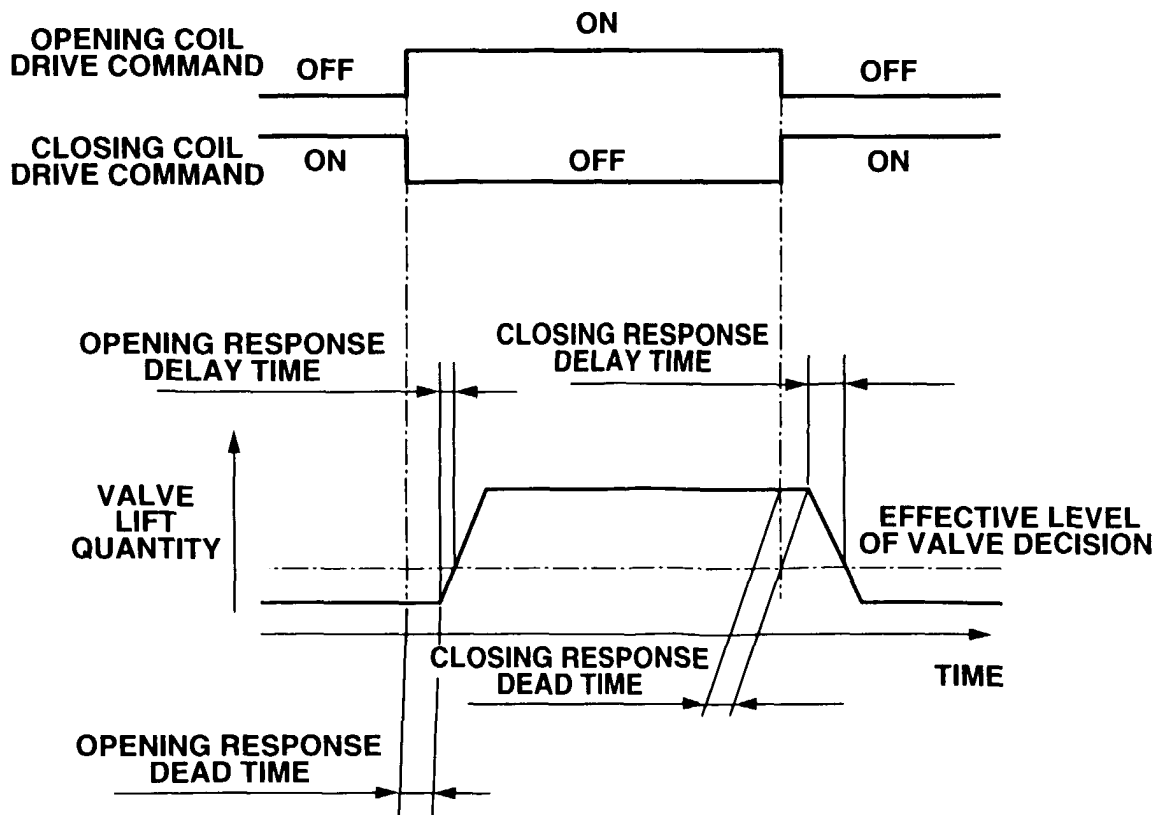 ON
OPENING COIL
DRIVE COMMAND
OFF
OFF
CLOSING COIL
DRIVE COMMAND
ON
OFF
ON
OPENING RESPONSE
DELAY TIME
CLOSING RESPONSE
DELAY TIME
VALVE
LIFT
QUANTITY
EFFECTIVE LEVEL
OF VALVE DECISION
CLOSING RESPONSE
DEAD TIME
TIME
OPENING RESPONSE
DEAD TIME